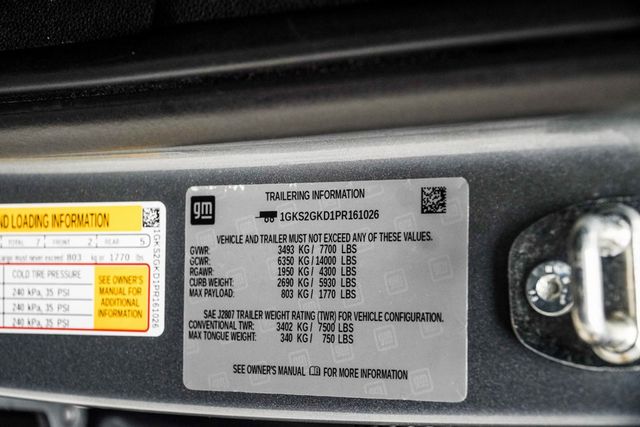 ND LOADING INFORMATION
TOTAL 7 FRONT 2 REAR 5
never exceed 803 kg or 1770 lbs.
COLD TIRE PRESSURE
240 kPa, 35 PSI
240 kPa, 35 PSI
240 kPa, 35 PSI
SEE OWNER'S
MANUAL FOR
ADDITIONAL
INFORMATION
1GKS2GKD1PR161026
gm
TRAILERING INFORMATION
1GKS2GKD1PR161026
VEHICLE AND TRAILER MUST NOT EXCEED ANY OF THESE VALUES.
GVWR: 3493 KG / 7700 LBS
GCWR: 6350 KG / 14000 LBS
RGAWR: 1950 KG / 4300 LBS
CURB WEIGHT: 2690 KG / 5930 LBS
MAX PAYLOAD: 803 KG / 1770 LBS
SAE J2807 TRAILER WEIGHT RATING (TWR) FOR VEHICLE CONFIGURATION.
CONVENTIONAL TWR: 3402 KG / 7500 LBS
MAX TONGUE WEIGHT: 340 KG / 750 LBS
SEE OWNER'S MANUAL FOR MORE INFORMATION